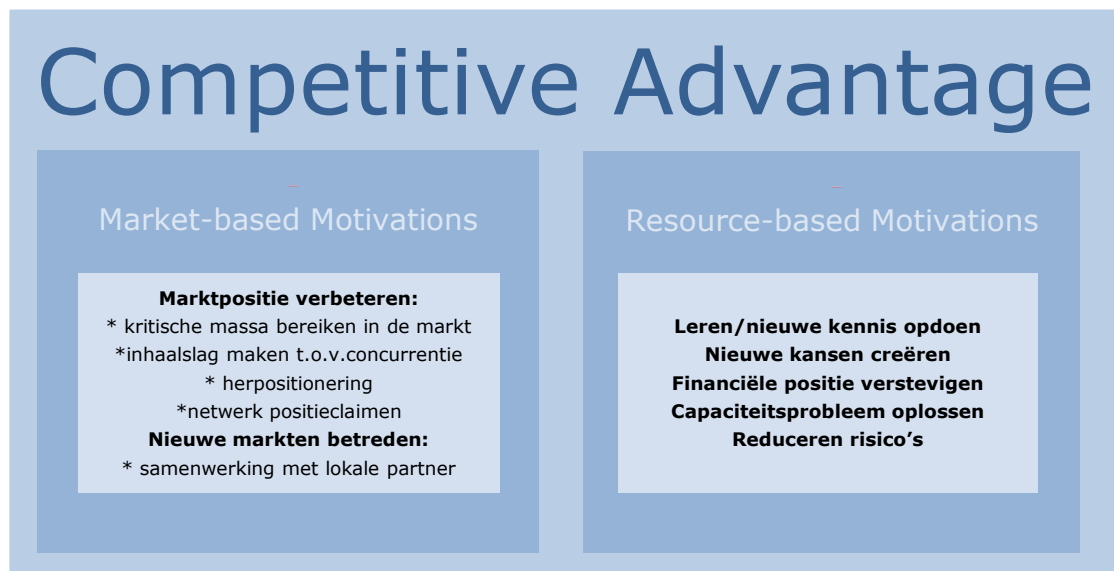 Competitive Advantage
Market-based Motivations
Marktpositie verbeteren:
* kritische massa bereiken in de markt
*inhaalslag maken t.o.v.concurrentie
* herpositionering
*netwerk positieclaimen
Nieuwe markten betreden:
* samenwerking met lokale partner
Resource-based Motivations
Leren/nieuwe kennis opdoen
Nieuwe kansen creëren
Financiële positie verstevigen
Capaciteitsprobleem oplossen
Reduceren risico’s